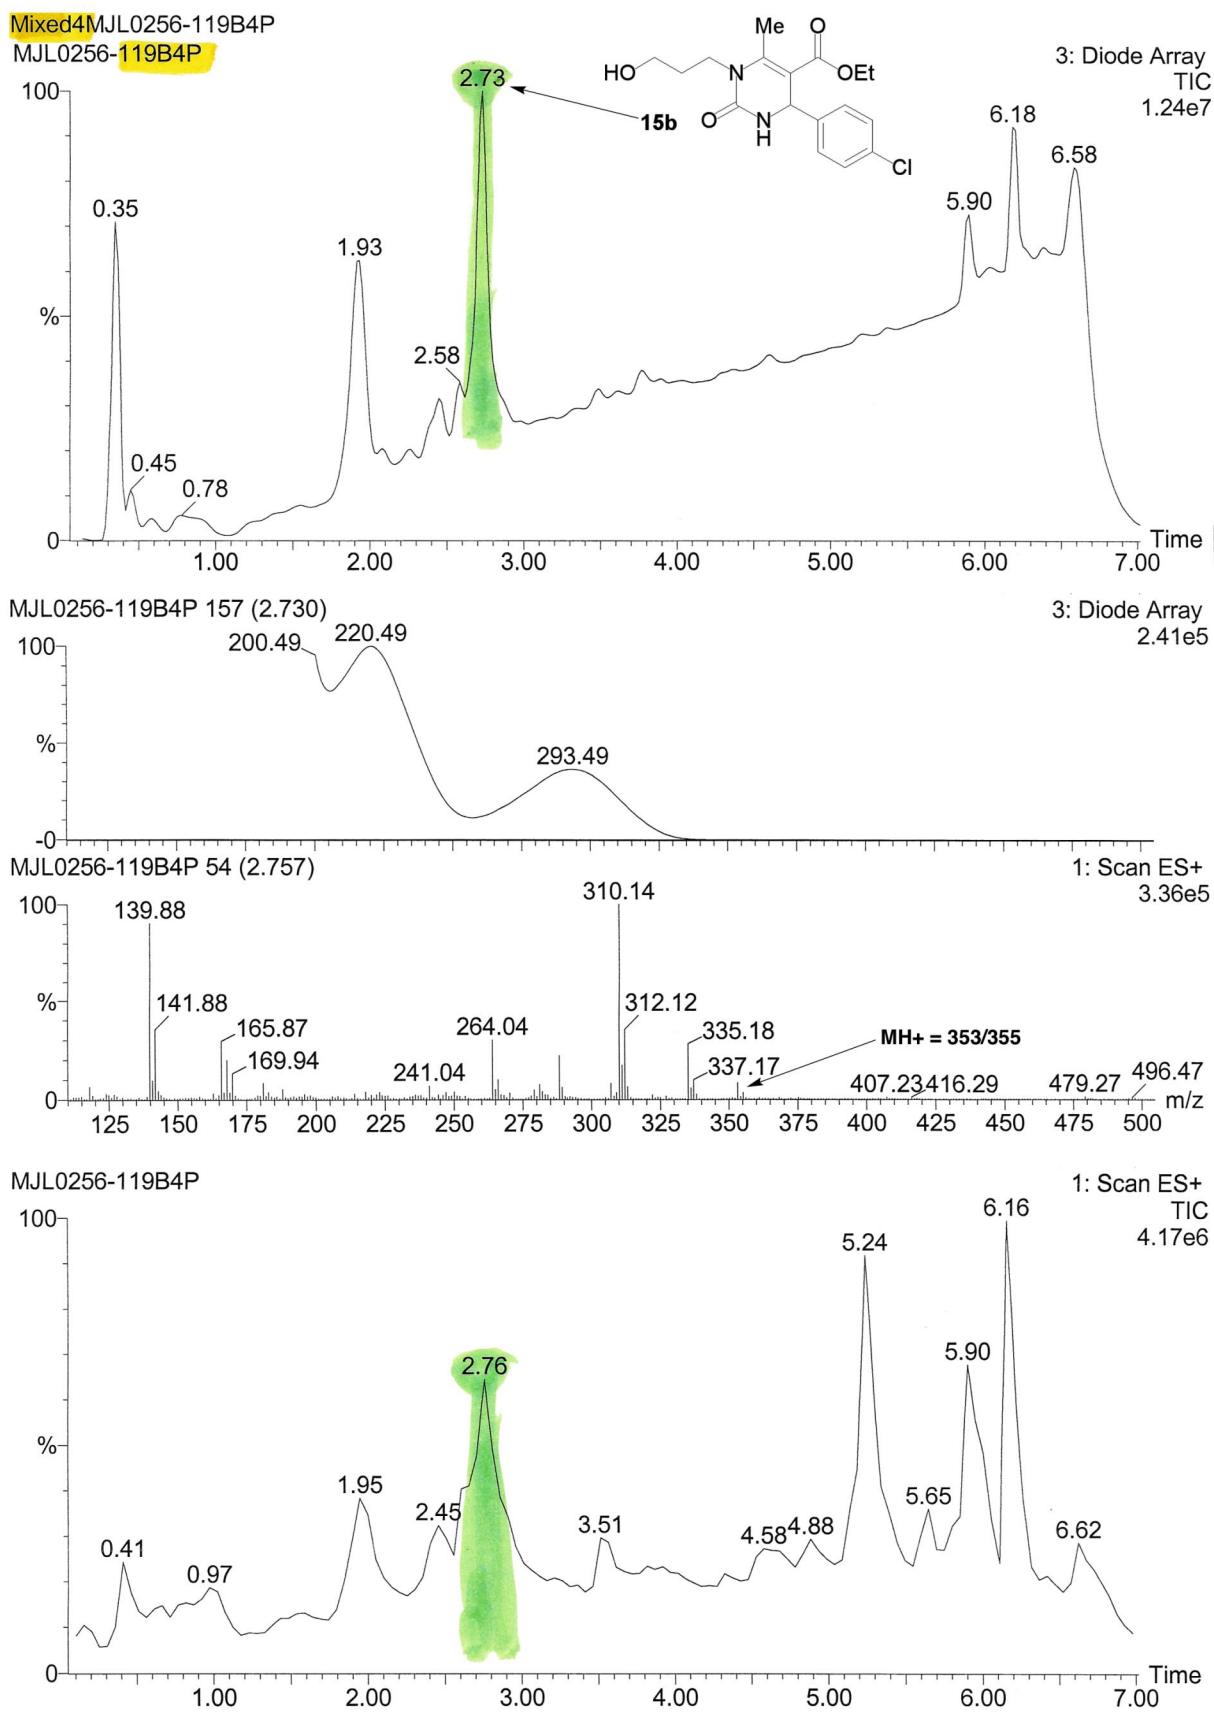 Mixed4MJL0256-119B4P
MJL0256-119B4P
3: Diode Array
TIC
1.24e7
Me O
HO N OEt
O N
H
Cl
15b
100
%
0
0.35
0.45
0.78
1.93
2.58
2.73
5.90
6.18
6.58
1.00 2.00 3.00 4.00 5.00 6.00 7.00
Time
MJL0256-119B4P 157 (2.730)
3: Diode Array
2.41e5
100
%
-0
200.49
220.49
293.49
MJL0256-119B4P 54 (2.757)
1: Scan ES+
3.36e5
100
%
0
139.88
141.88
165.87
169.94
241.04
264.04
310.14
312.12
335.18
337.17
MH+ = 353/355
407.23 416.29
479.27
496.47
m/z
125 150 175 200 225 250 275 300 325 350 375 400 425 450 475 500
MJL0256-119B4P
1: Scan ES+
TIC
4.17e6
100
%
0
0.41
0.97
1.95
2.45
2.76
3.51
4.58
4.88
5.24
5.65
5.90
6.16
6.62
1.00 2.00 3.00 4.00 5.00 6.00 7.00
Time